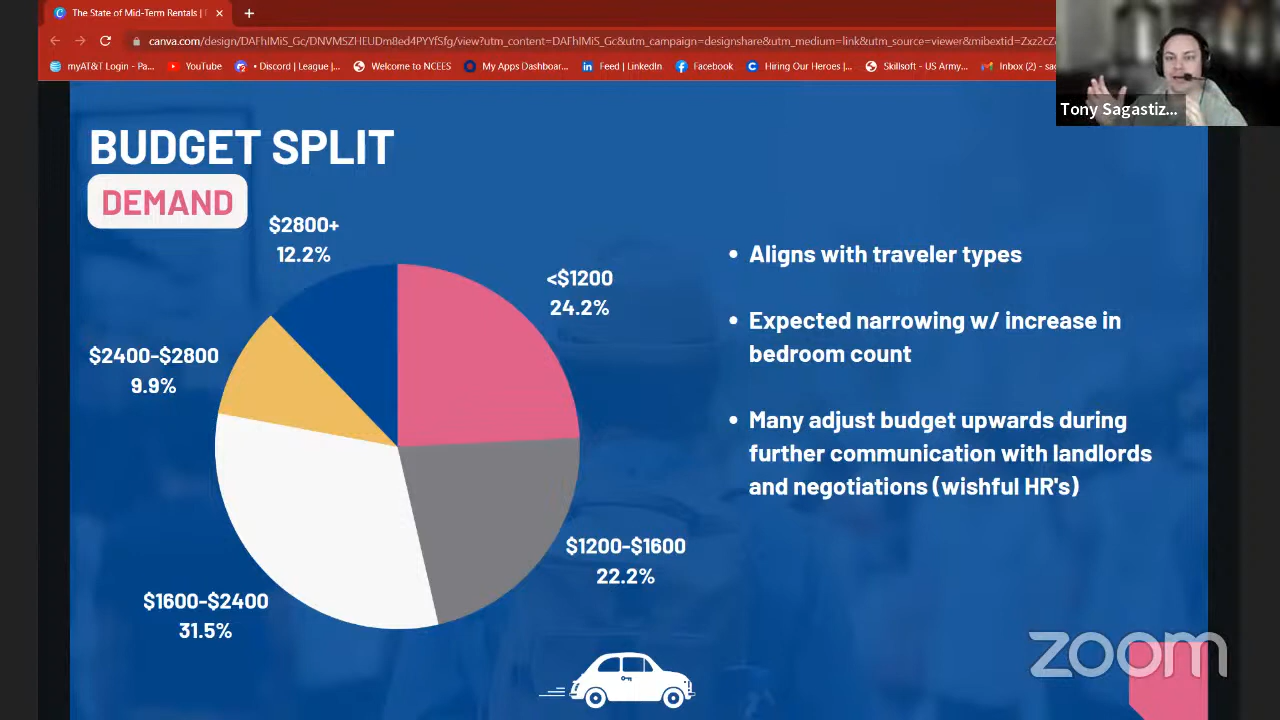 The State of Mid-Term Rentals |
canva.com/design/DAFhIMiS_Gc/DNVMSZHEUDm8ed4PYYfSfg/view?utm_content=DAFhIMiS_Gc&utm_campaign=designshare&utm_medium=link&utm_source=viewer&mibextid=Zxz2cZ
myAT&T Login - Pa... YouTube • Discord | League |... Welcome to NCEES My Apps Dashboar... Feed | LinkedIn Facebook Hiring Our Heroes |... Skillsoft - US Army... Inbox (2) - sa
Tony Sagastiz...
BUDGET SPLIT
DEMAND
$2800+
12.2%
<$1200
24.2%
$2400-$2800
9.9%
$1200-$1600
22.2%
$1600-$2400
31.5%
• Aligns with traveler types
• Expected narrowing w/ increase in
bedroom count
• Many adjust budget upwards during
further communication with landlords
and negotiations (wishful HR's)
zoom